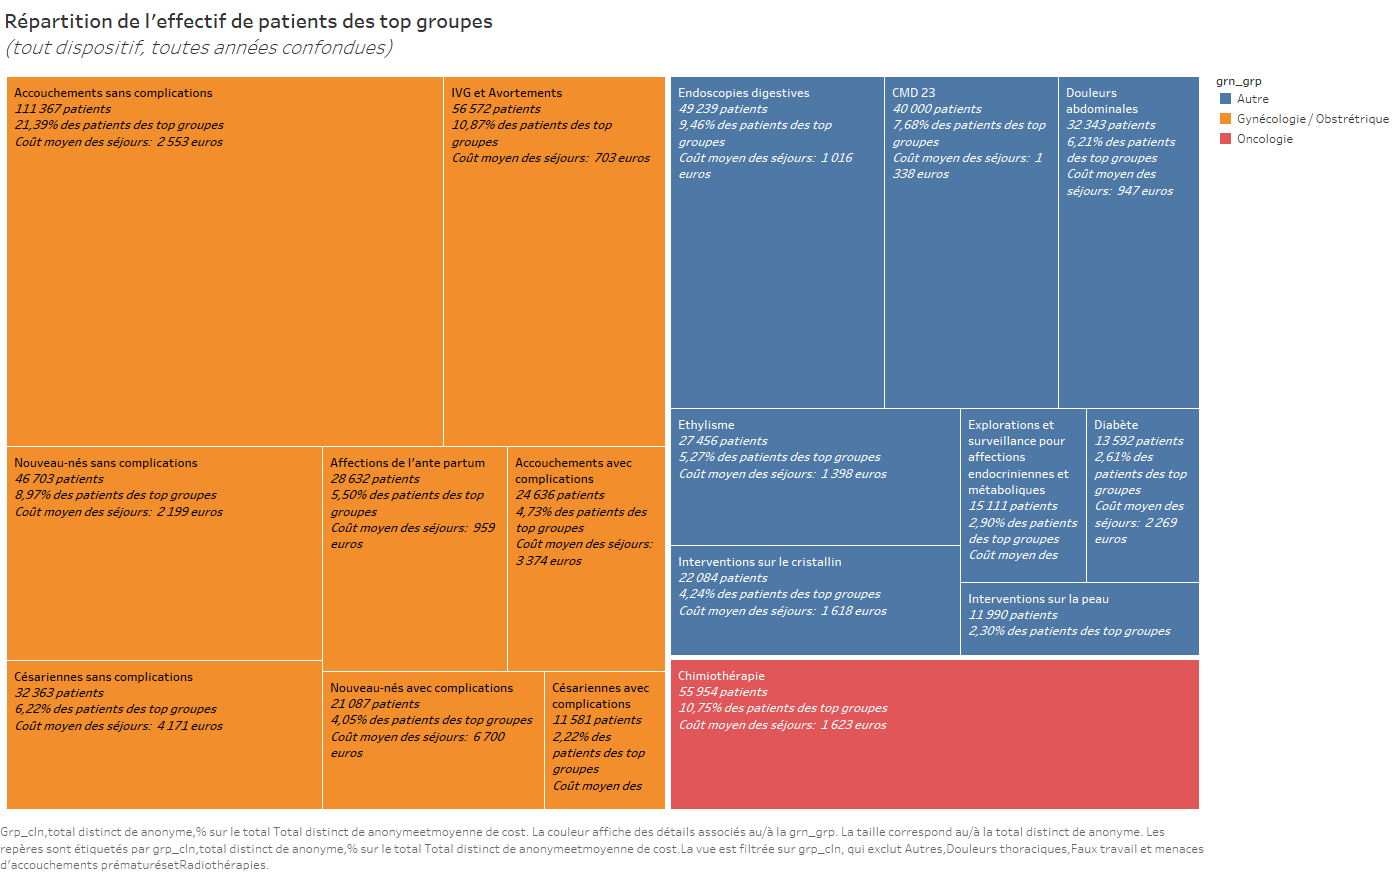 Répartition de l'effectif de patients des top groupes
(tout dispositif, toutes années confondues)
Accouchements sans complications
111 367 patients
21,39% des patients des top groupes
Coût moyen des séjours: 2 553 euros
IVG et Avortements
56 572 patients
10,87% des patients des top
groupes
Coût moyen des séjours: 703 euros
Nouveau-nés sans complications
46 703 patients
8,97% des patients des top groupes
Coût moyen des séjours: 2 199 euros
Affections de l'ante partum
28 632 patients
5,50% des patients des top
groupes
Coût moyen des séjours: 959
euros
Accouchements avec
complications
24 636 patients
4,73% des patients des
top groupes
Coût moyen des séjours:
3 374 euros
Césariennes sans complications
32 363 patients
6,22% des patients des top groupes
Coût moyen des séjours: 4 171 euros
Nouveau-nés avec complications
21 087 patients
4,05% des patients des top groupes
Coût moyen des séjours: 6 700
euros
Césariennes avec
complications
11 581 patients
2,22% des
patients des top
groupes
Coût moyen des
Endoscopies digestives
49 239 patients
9,46% des patients des top
groupes
Coût moyen des séjours: 1 016
euros
CMD 23
40 000 patients
7,68% des patients des top
groupes
Coût moyen des séjours: 1
338 euros
Douleurs
abdominales
32 343 patients
6,21% des patients
des top groupes
Coût moyen des
séjours: 947 euros
Ethylisme
27 456 patients
5,27% des patients des top groupes
Coût moyen des séjours: 1 398 euros
Explorations et
surveillance pour
affections
endocriniennes et
métaboliques
15 111 patients
2,90% des patients
des top groupes
Coût moyen des
Diabète
13 592 patients
2,61% des
patients des top
groupes
Coût moyen des
séjours: 2 269
euros
Interventions sur le cristallin
22 084 patients
4,24% des patients des top groupes
Coût moyen des séjours: 1 618 euros
Interventions sur la peau
11 990 patients
2,30% des patients des top groupes
Chimiothérapie
55 954 patients
10,75% des patients des top groupes
Coût moyen des séjours: 1 623 euros
grn_grp
Autre
Gynécologie / Obstrétrique
Oncologie
Grp_cln,total distinct de anonyme,% sur le total Total distinct de anonymeetmoyenne de cost. La couleur affiche des détails associés au/à la grn_grp. La taille correspond au/à la total distinct de anonyme. Les
repères sont étiquetés par grp_cln,total distinct de anonyme,% sur le total Total distinct de anonymeetmoyenne de cost.La vue est filtrée sur grp_cln, qui exclut Autres,Douleurs thoraciques,Faux travail et menaces
d'accouchements prématurésetRadiothérapies.